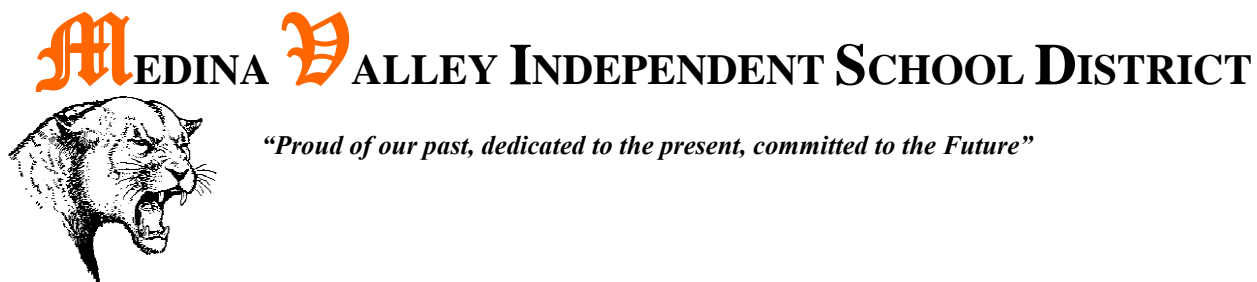 MEDINA VALLEY INDEPENDENT SCHOOL DISTRICT
“Proud of our past, dedicated to the present, committed to the Future”